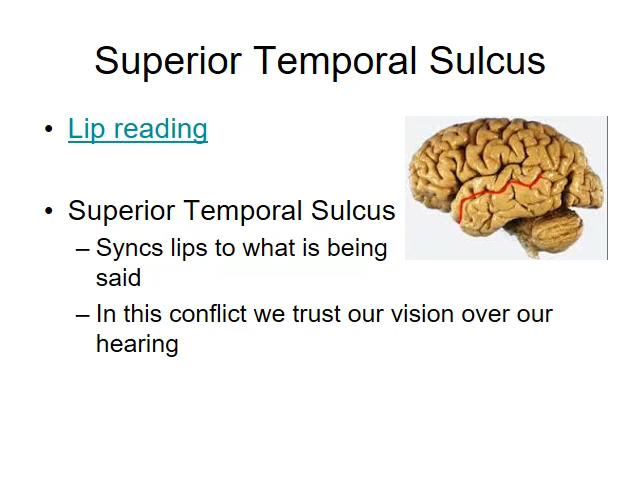 Superior Temporal Sulcus
• Lip reading
• Superior Temporal Sulcus
– Syncs lips to what is being
said
– In this conflict we trust our vision over our
hearing